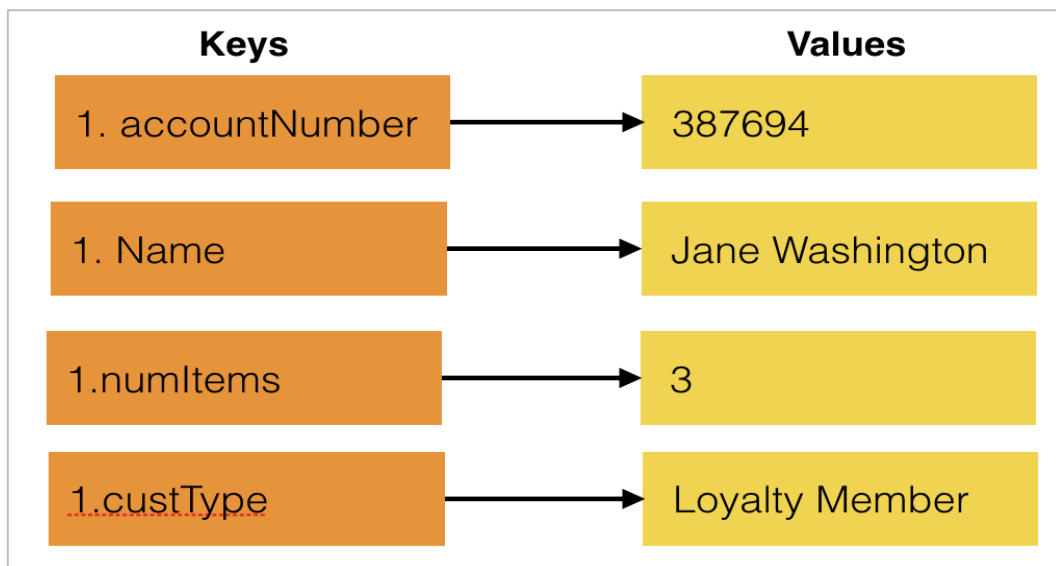 Keys Values
1. accountNumber 387694
1. Name Jane Washington
1.numItems 3
1.custType Loyalty Member